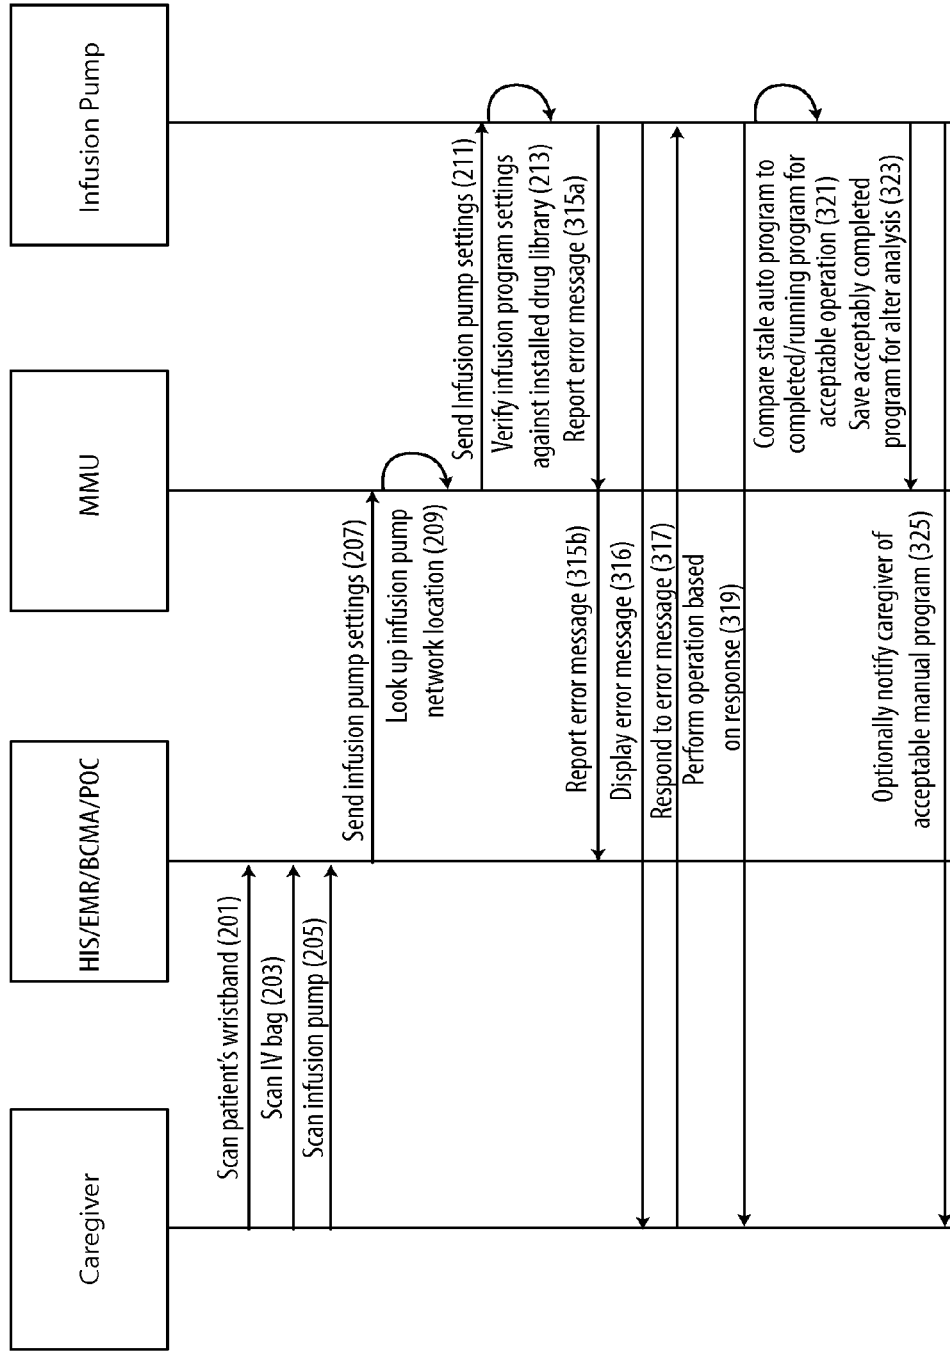 Caregiver
HIS/EMR/BCMA/POC
MMU
Infusion Pump
Scan patient's wristband (201)
Scan IV bag (203)
Scan infusion pump (205)
Send infusion pump settings (207)
Look up infusion pump
network location (209)
Send Infusion pump settings (211)
Verify infusion program settings
against installed drug library (213)
Report error message (315a)
Report error message (315b)
Display error message (316)
Respond to error message (317)
Perform operation based
on response (319)
Compare stale auto program to
completed/running program for
acceptable operation (321)
Save acceptably completed
program for alter analysis (323)
Optionally notify caregiver of
acceptable manual program (325)